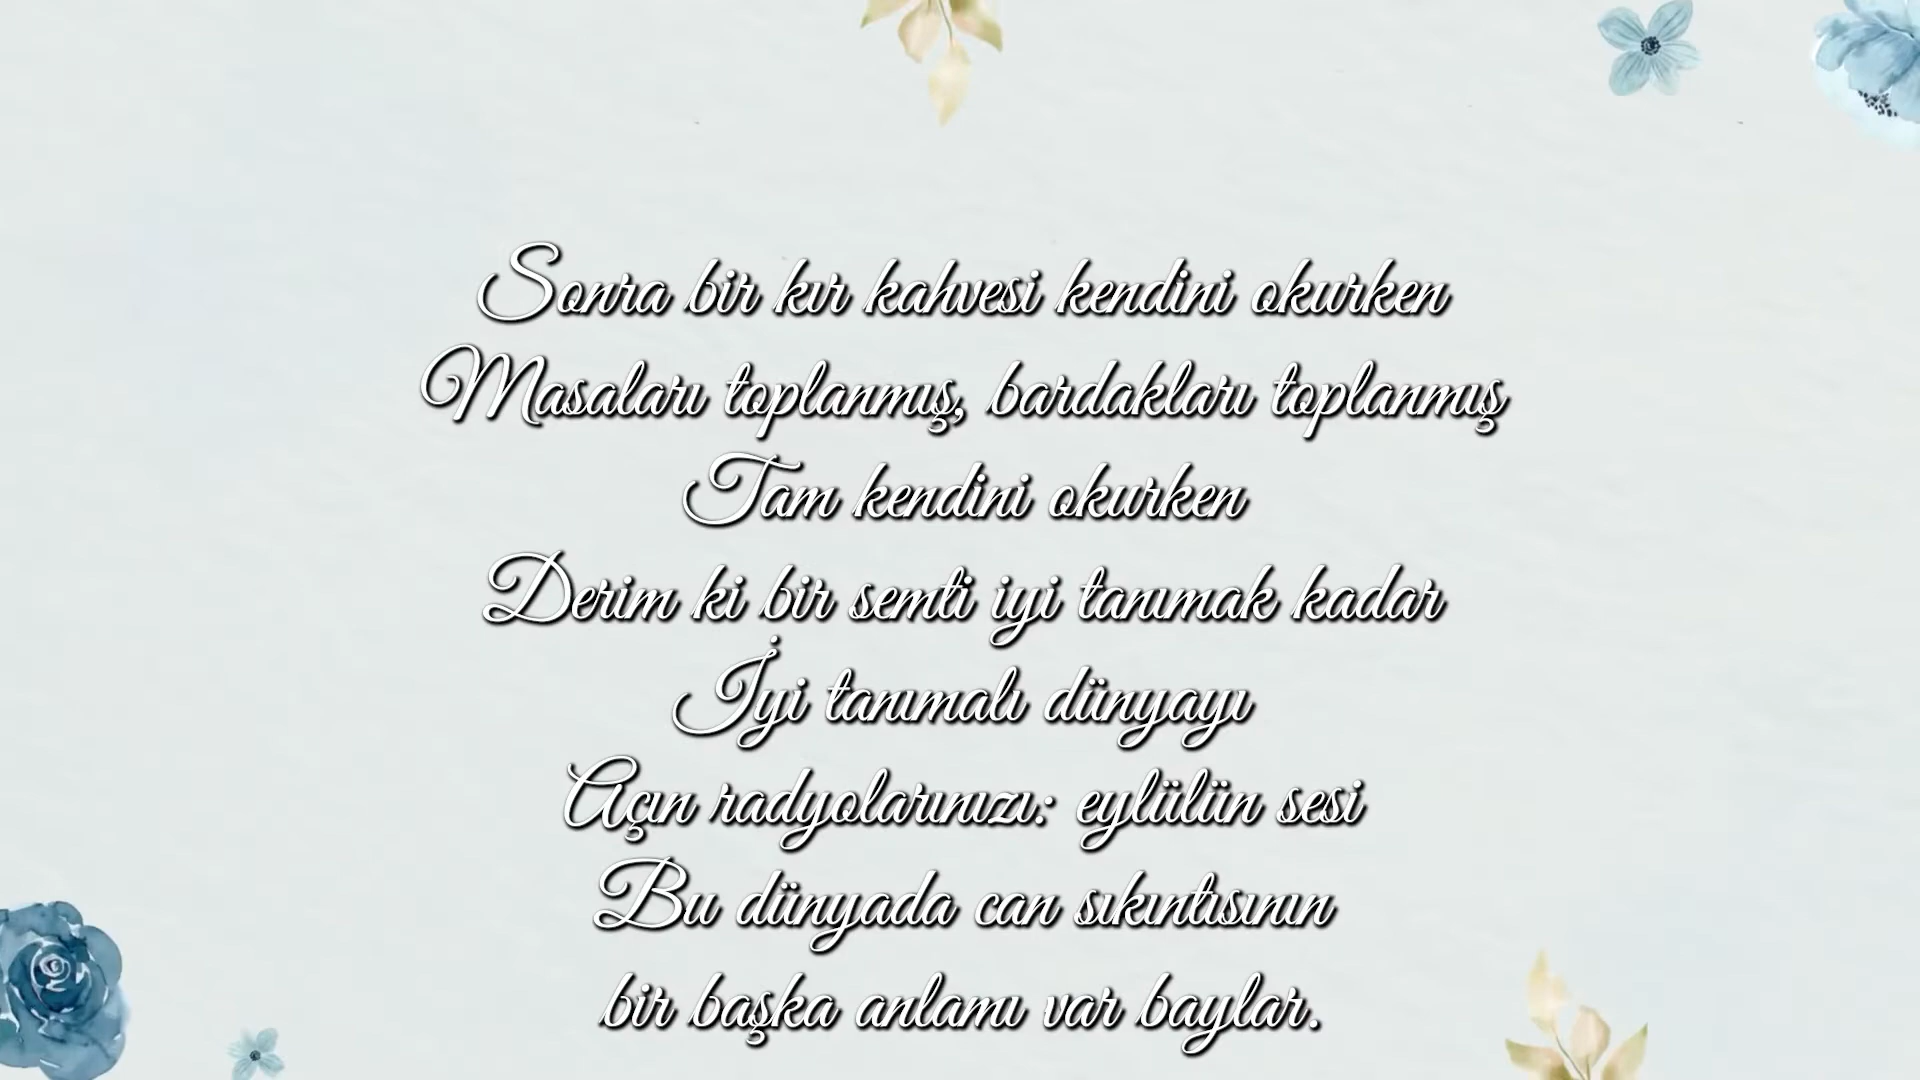 Sonra bir kır kahvesi kendini okurken
Masaları toplanmış, bardakları toplanmış
Tam kendini okurken
Derim ki bir semti iyi tanımak kadar
İyi tanımalı dünyayı
Açın radyolarınızı: eylülün sesi
Bu dünyada can sıkıntısının
bir başka anlamı var baylar.